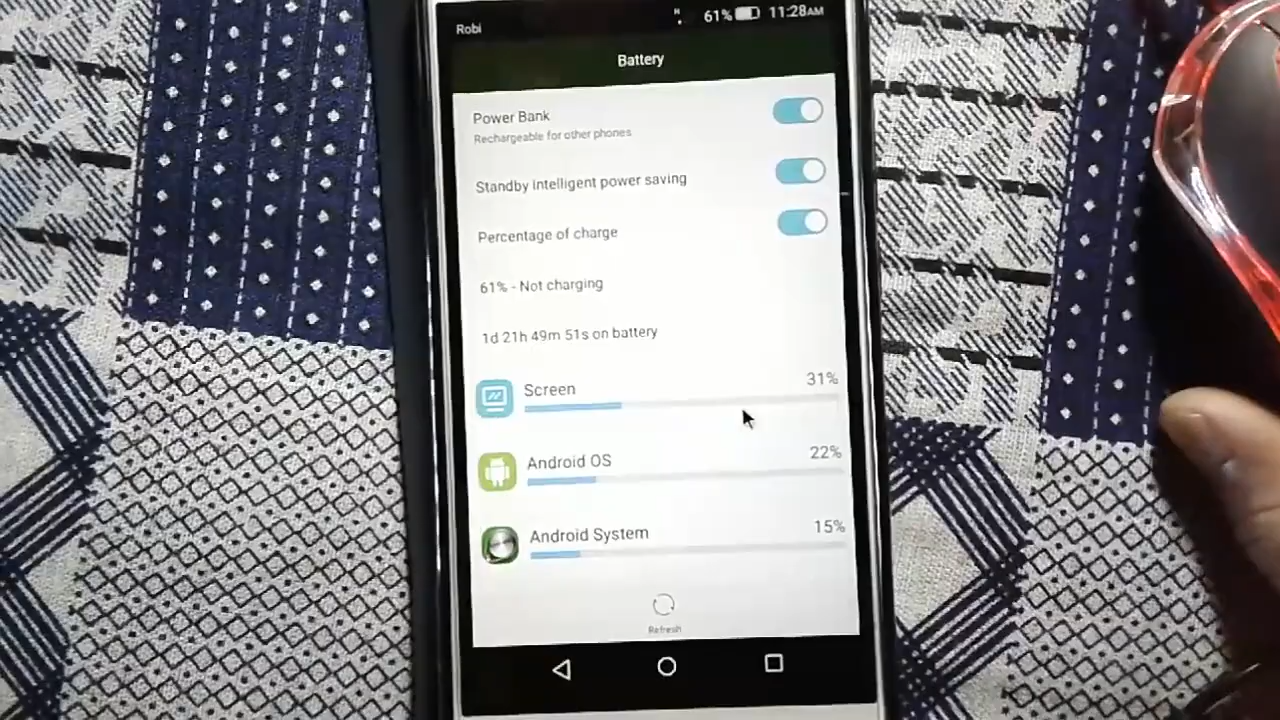 Robi
61% 11:28AM
Battery
Power Bank
Rechargeable for other phones
Standby intelligent power saving
Percentage of charge
61% - Not charging
1d 21h 49m 51s on battery
Screen 31%
Android OS 22%
Android System 15%
Refresh